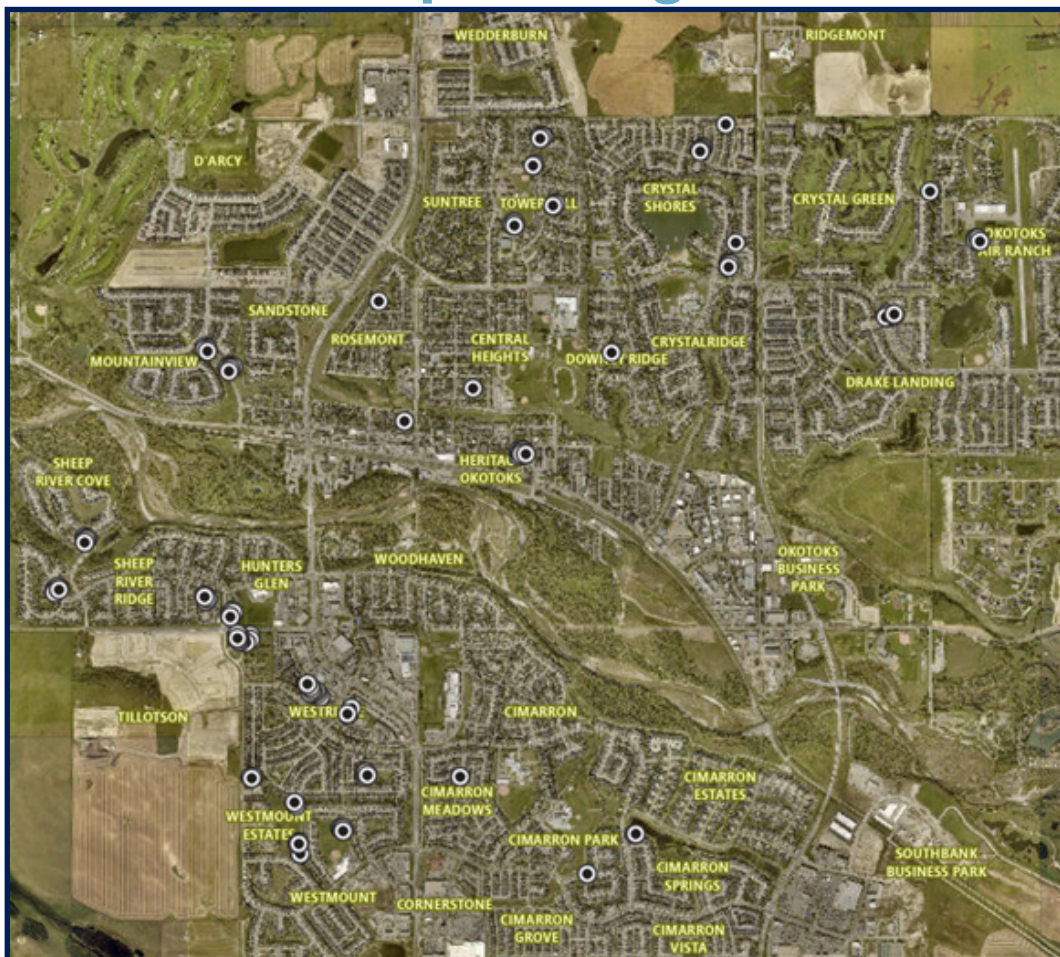 WEDDERBURN
RIDGEMONT
D'ARCY
SUNTREE
CRYSTAL
SHORES
CRYSTAL GREEN
OKOTOKS
AIR RANCH
SANDSTONE
ROSEMONT
CENTRAL
HEIGHTS
CRYSTALRIDGE
MOUNTAINVIEW
RIDGE
DRAKE LANDING
SHEEP
RIVER COVE
OKOTOKS
SHEEP
RIVER
RIDGE
HUNTERS
GLEN
WOODHAVEN
OKOTOKS
BUSINESS
PARK
TILLOTSON
CIMARRON
CIMARRON
MEADOWS
CIMARRON
ESTATES
WESTMOUNT
ESTATES
CIMARRON PARK
CIMARRON
SPRINGS
SOUTHBANK
BUSINESS PARK
WESTMOUNT
CORNERSTONE
CIMARRON
GROVE
CIMARRON
VISTA